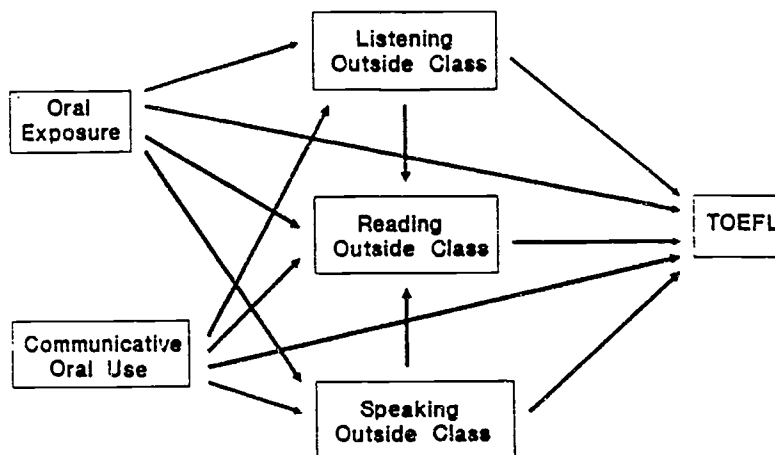 Listening
Outside Class
Oral
Exposure
Reading
Outside Class
TOEFL
Communicative
Oral Use
Speaking
Outside Class